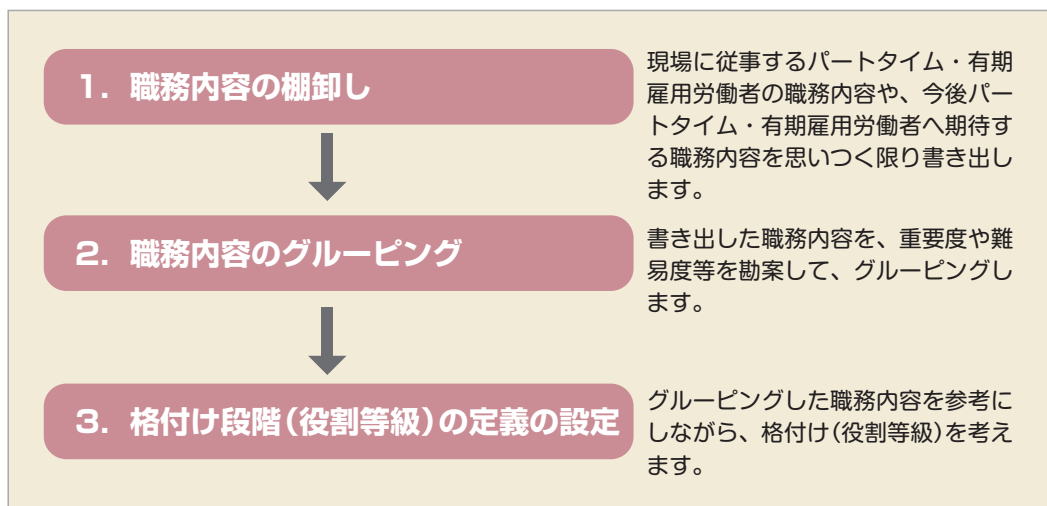 1．職務内容の棚卸し
現場に従事するパートタイム・有期
雇用労働者の職務内容や、今後パー
トタイム・有期雇用労働者へ期待す
る職務内容を思いつく限り書き出し
ます。
2．職務内容のグルーピング
書き出した職務内容を、重要度や難
易度等を勘案して、グルーピングし
ます。
3．格付け段階（役割等級）の定義の設定
グルーピングした職務内容を参考に
しながら、格付け（役割等級）を考え
ます。